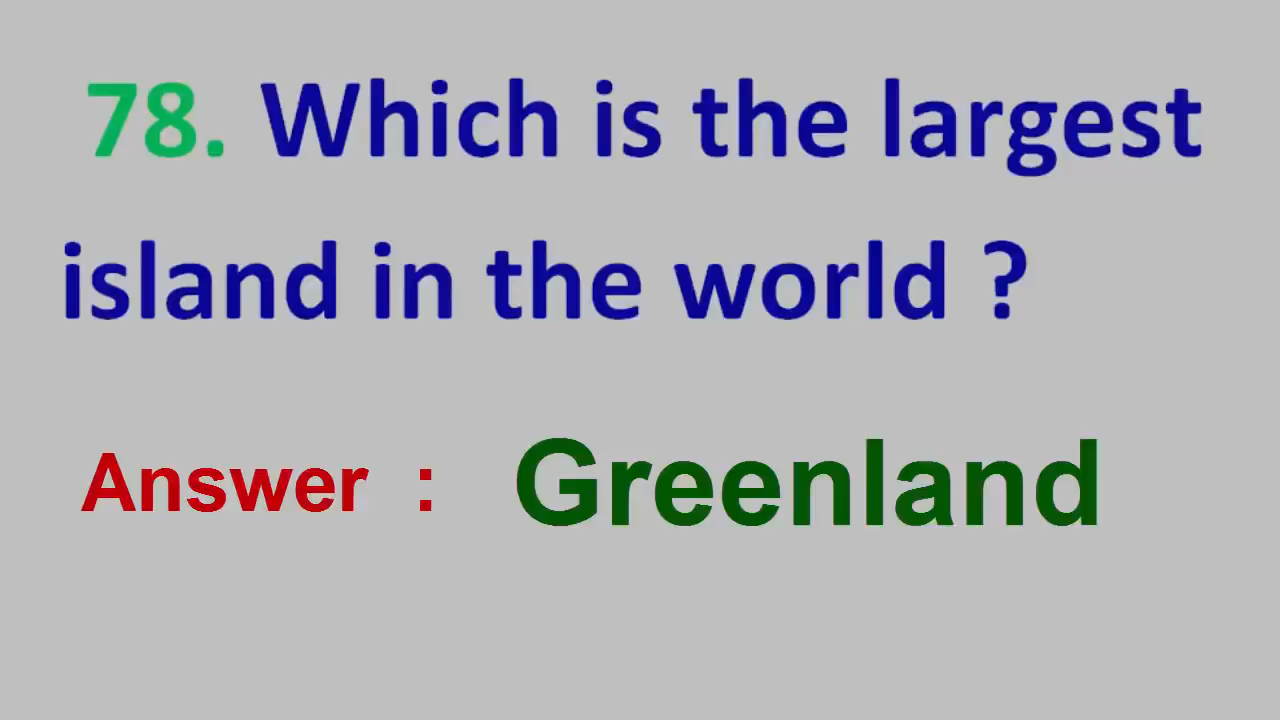 78. Which is the largest
island in the world ?
Answer : Greenland